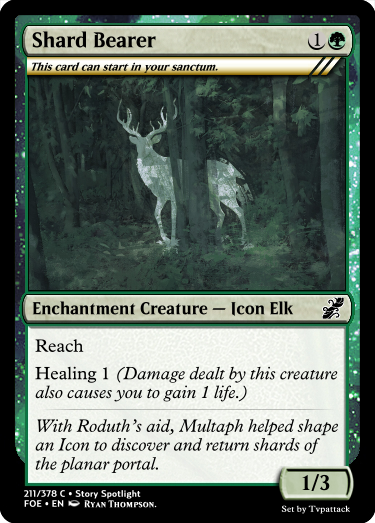 Shard Bearer 1
This card can start in your sanctum.
Enchantment Creature — Icon Elk
Reach
Healing 1 (Damage dealt by this creature
also causes you to gain 1 life.)
With Roduth's aid, Multaph helped shape
an Icon to discover and return shards of
the planar portal.
1/3
211/378 C • Story Spotlight
FOE • EN Ryan Thompson.
Set by Tvpattack